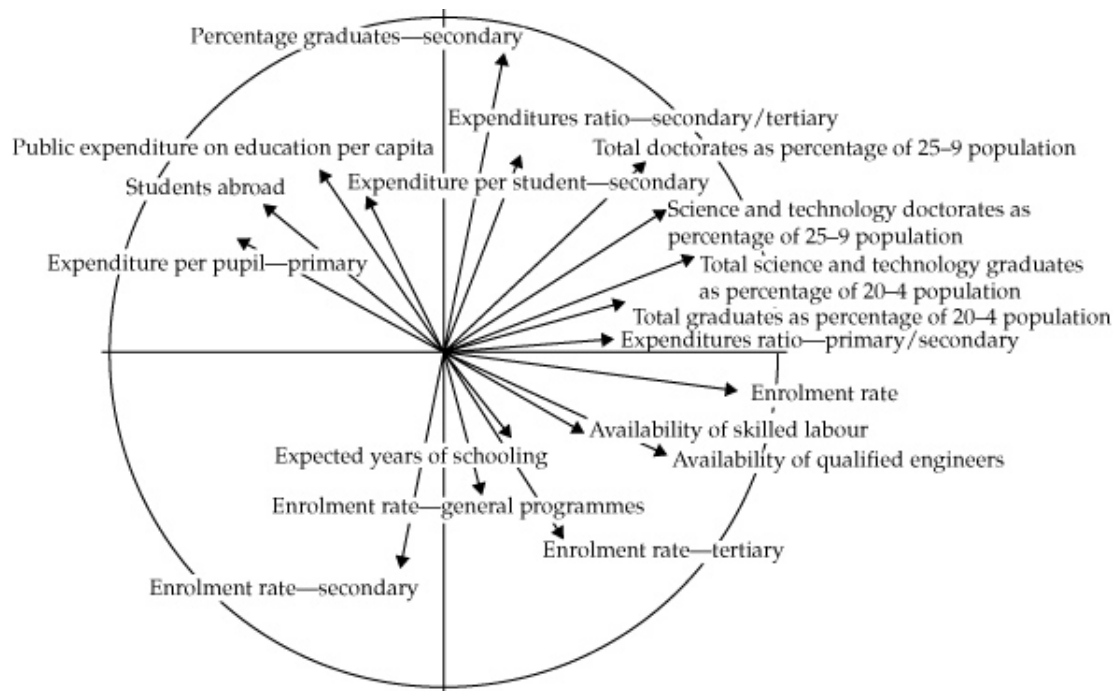 Percentage graduates—secondary
Expenditures ratio—secondary/tertiary
Public expenditure on education per capita
Total doctorates as percentage of 25–9 population
Students abroad
Expenditure per student—secondary
Science and technology doctorates as
percentage of 25–9 population
Expenditure per pupil—primary
Total science and technology graduates
as percentage of 20–4 population
Total graduates as percentage of 20–4 population
Expenditures ratio—primary/secondary
Enrolment rate
Availability of skilled labour
Expected years of schooling
Availability of qualified engineers
Enrolment rate—general programmes
Enrolment rate—tertiary
Enrolment rate—secondary